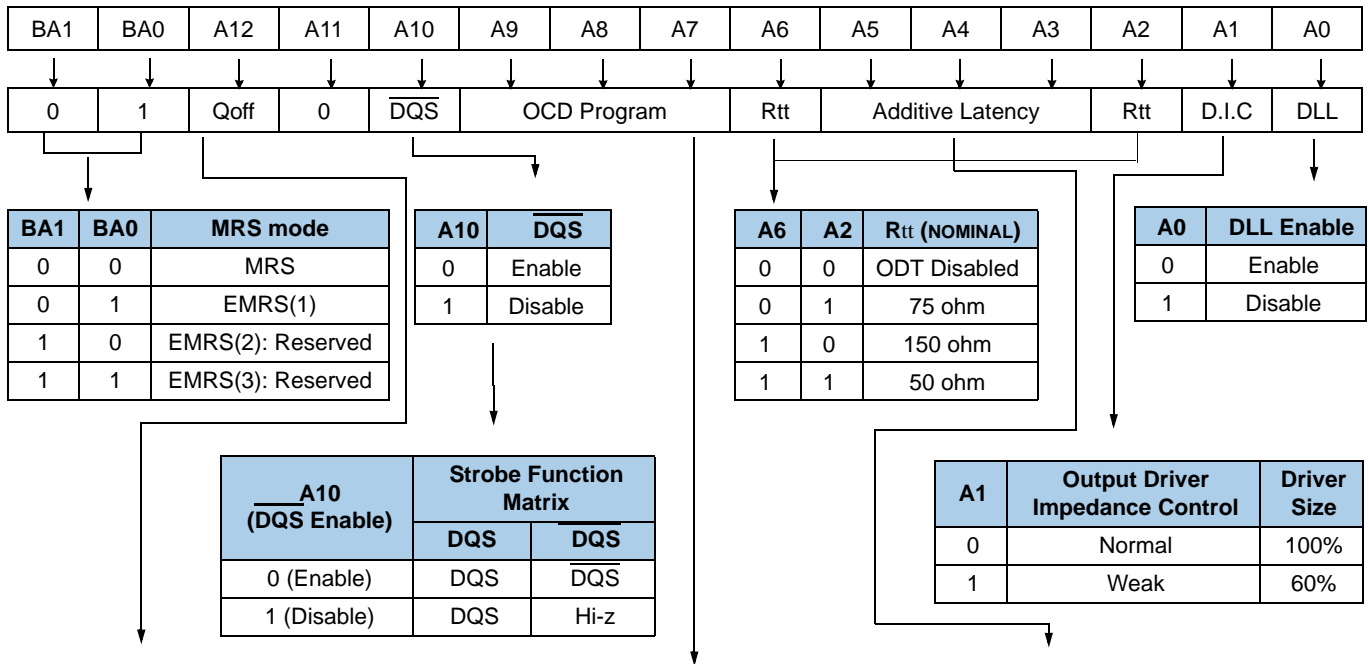 BA1 BA0 A12 A11 A10 A9 A8 A7 A6 A5 A4 A3 A2 A1 A0
0 1 Qoff 0 D̅Q̅S̅ OCD Program Rtt Additive Latency Rtt D.I.C DLL
BA1 BA0 MRS mode
0 0 MRS
0 1 EMRS(1)
1 0 EMRS(2): Reserved
1 1 EMRS(3): Reserved
A10 D̅Q̅S̅
0 Enable
1 Disable
A6 A2 Rtt (NOMINAL)
0 0 ODT Disabled
0 1 75 ohm
1 0 150 ohm
1 1 50 ohm
A0 DLL Enable
0 Enable
1 Disable
A10
(D̅Q̅S̅ Enable)
Strobe Function
Matrix
DQS D̅Q̅S̅
0 (Enable) DQS D̅Q̅S̅
1 (Disable) DQS Hi-z
A1 Output Driver Driver
Impedance Control Size
0 Normal 100%
1 Weak 60%